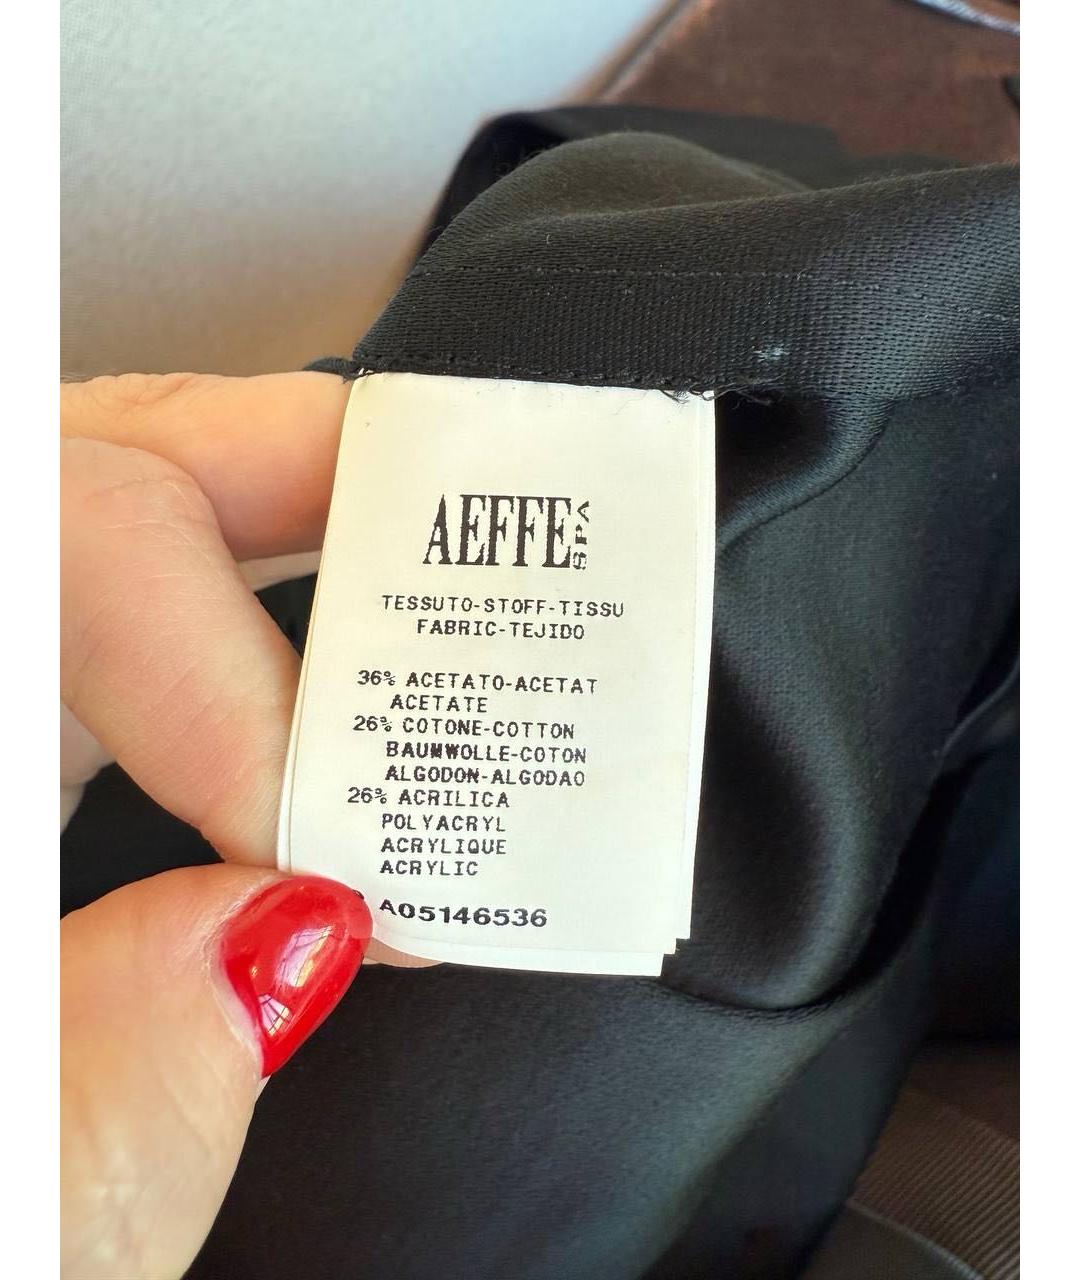 AEFFE SPA
TESSUTO-STOFF-TISSU
FABRIC-TEJIDO
36% ACETATO-ACETAT
ACETATE
26% COTONE-COTTON
BAUMWOLLE-COTON
ALGODON-ALGODAO
26% ACRILICA
POLYACRYL
ACRYLIQUE
ACRYLIC
A05146536